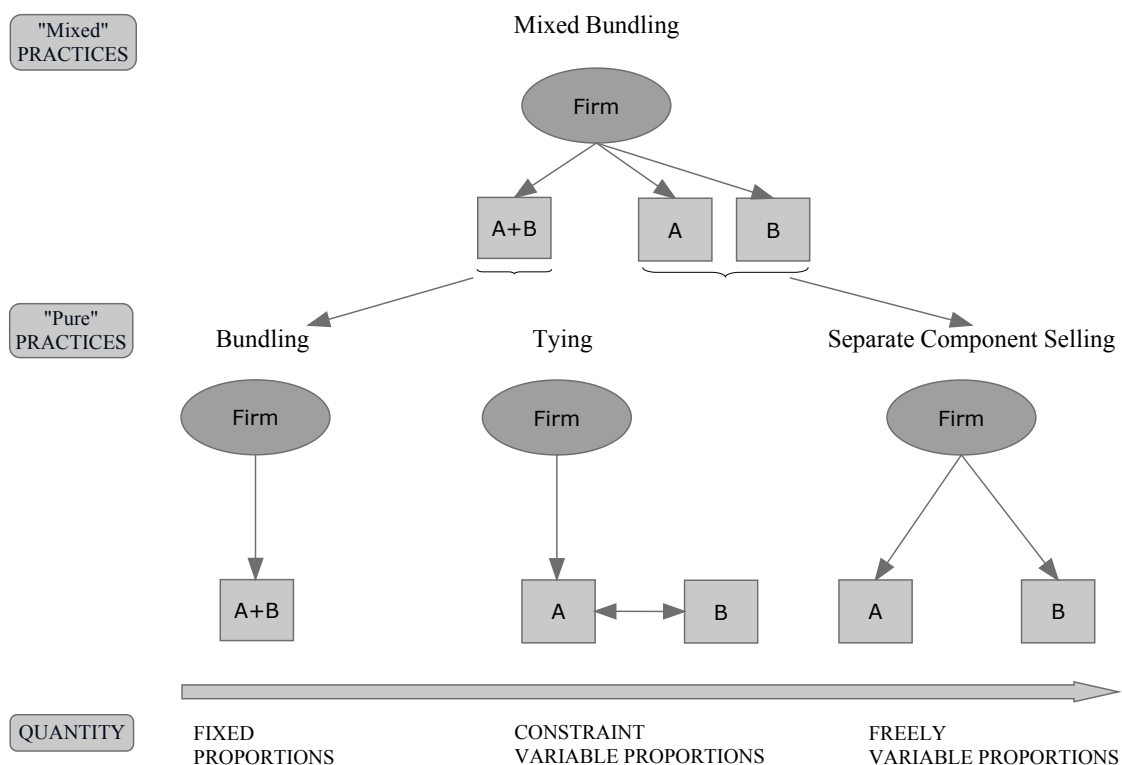 "Mixed"
PRACTICES
Mixed Bundling
Firm
A+B
A
B
"Pure"
PRACTICES
Bundling
Tying
Separate Component Selling
Firm
Firm
Firm
A+B
A
B
A
B
QUANTITY
FIXED
PROPORTIONS
CONSTRAINT
VARIABLE PROPORTIONS
FREELY
VARIABLE PROPORTIONS